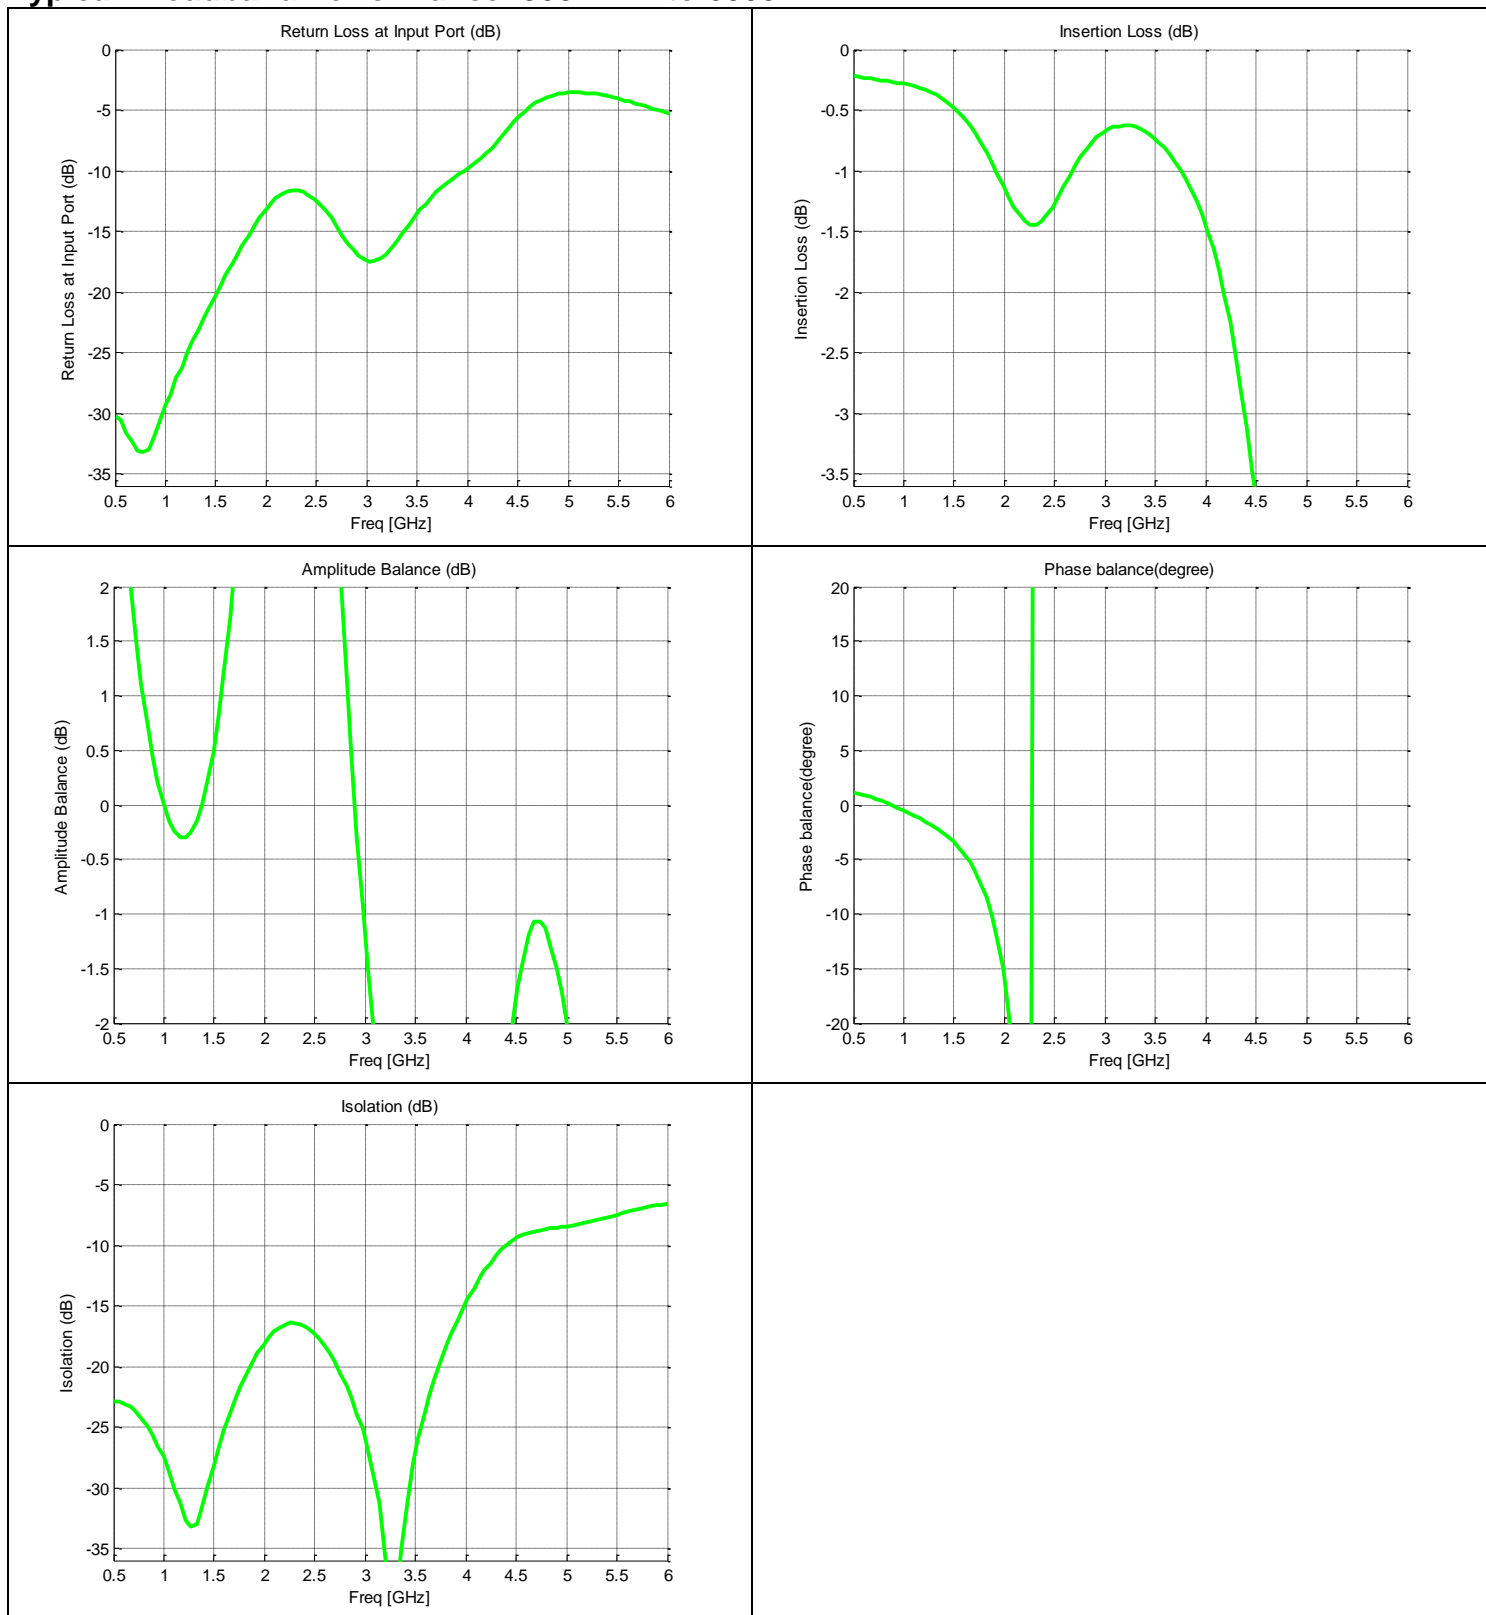 Return Loss at Input Port (dB)
0
-5
-10
-15
-20
-25
-30
-35
Return Loss at Input Port (dB)
0.5 1 1.5 2 2.5 3 3.5 4 4.5 5 5.5 6
Freq [GHz]
Insertion Loss (dB)
0
-0.5
-1
-1.5
-2
-2.5
-3
-3.5
Insertion Loss (dB)
0.5 1 1.5 2 2.5 3 3.5 4 4.5 5 5.5 6
Freq [GHz]
Amplitude Balance (dB)
2
1.5
1
0.5
0
-0.5
-1
-1.5
-2
Amplitude Balance (dB)
0.5 1 1.5 2 2.5 3 3.5 4 4.5 5 5.5 6
Freq [GHz]
Phase balance(degree)
20
15
10
5
0
-5
-10
-15
-20
Phase balance(degree)
0.5 1 1.5 2 2.5 3 3.5 4 4.5 5 5.5 6
Freq [GHz]
Isolation (dB)
0
-5
-10
-15
-20
-25
-30
-35
Isolation (dB)
0.5 1 1.5 2 2.5 3 3.5 4 4.5 5 5.5 6
Freq [GHz]